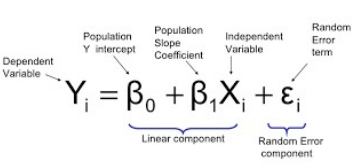 Dependent
Variable
Population
Y intercept
Population
Slope
Coefficient
Independent
Variable
Random
Error
term
Yᵢ = β₀ + β₁Xᵢ + εᵢ
Linear component
Random Error
component